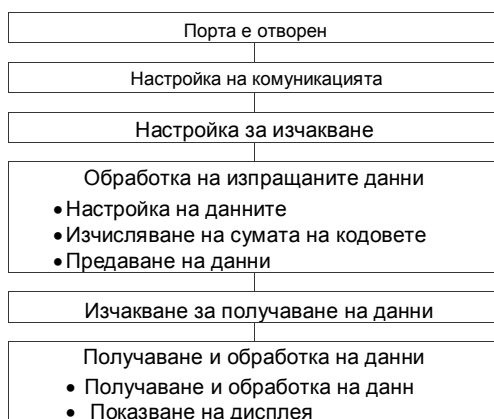 Порта е отворен
Настройка на комуникацията
Настройка за изчакване
Обработка на изпращаните данни
• Настройка на данните
• Изчисляване на сумата на кодовете
• Предаване на данни
Изчакване за получаване на данни
Получаване и обработка на данни
• Получаване и обработка на данн
• Показване на дисплея